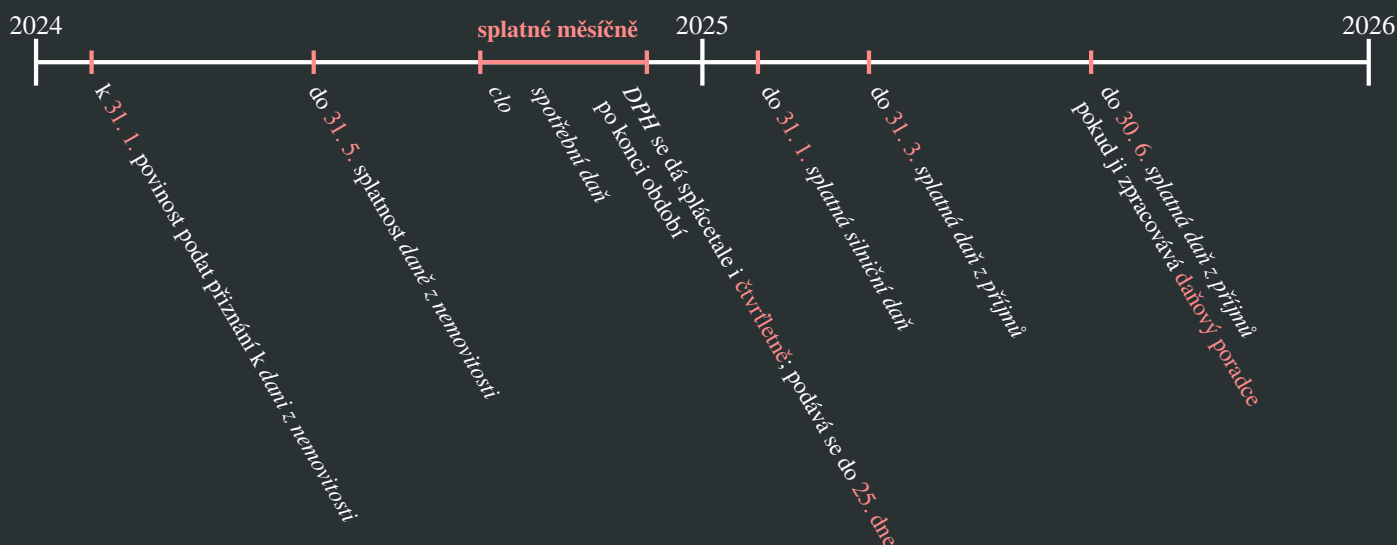 2024
splatné měsíčně
2025
2026
k 31. 1. povinost podat přiznání k dani z nemovitosti
do 31. 5. splatnost daně z nemovitosti
clo
spotřební daň
DPH se dá splácetale i čtvrťletně; podává se do 25. dne
po konci období
do 31. 1. splatná silniční daň
do 31. 3. splatná daň z příjmů
do 30. 6. splatná daň z příjmů
pokud ji zpracovává daňový poradce